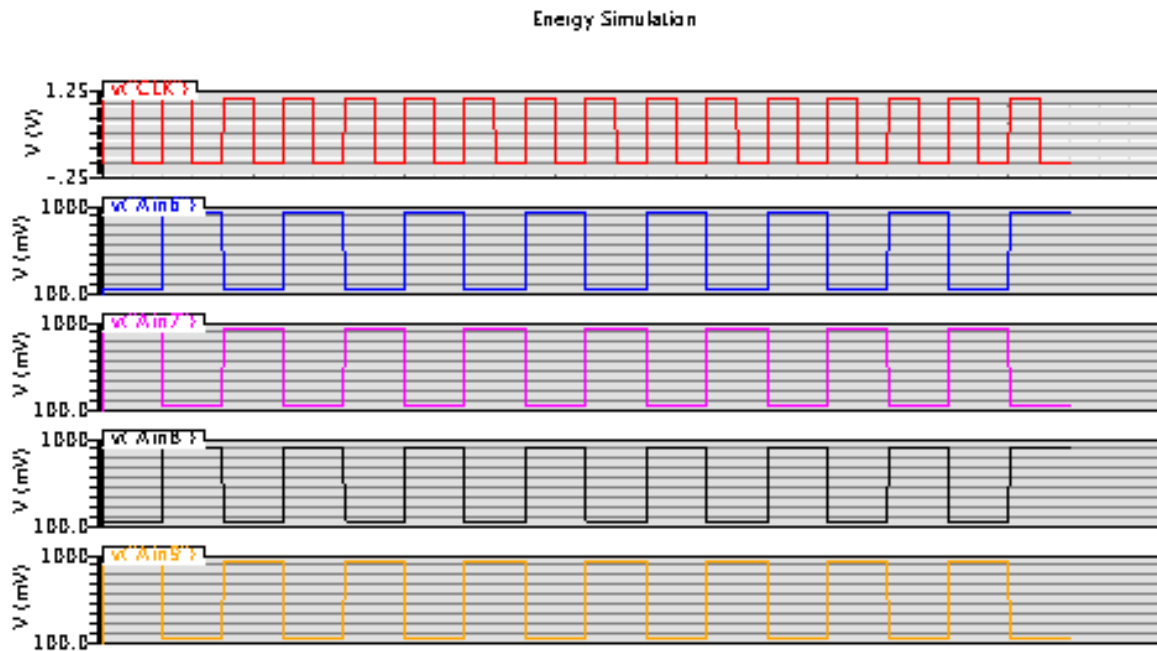 Energy Simulation
1.25
V (V)
-.25
v("CLK")
1000
V (mV)
100.0
v("Ain6")
1000
V (mV)
100.0
v("Ain7")
1000
V (mV)
100.0
v("Ain8")
1000
V (mV)
100.0
v("Ain9")